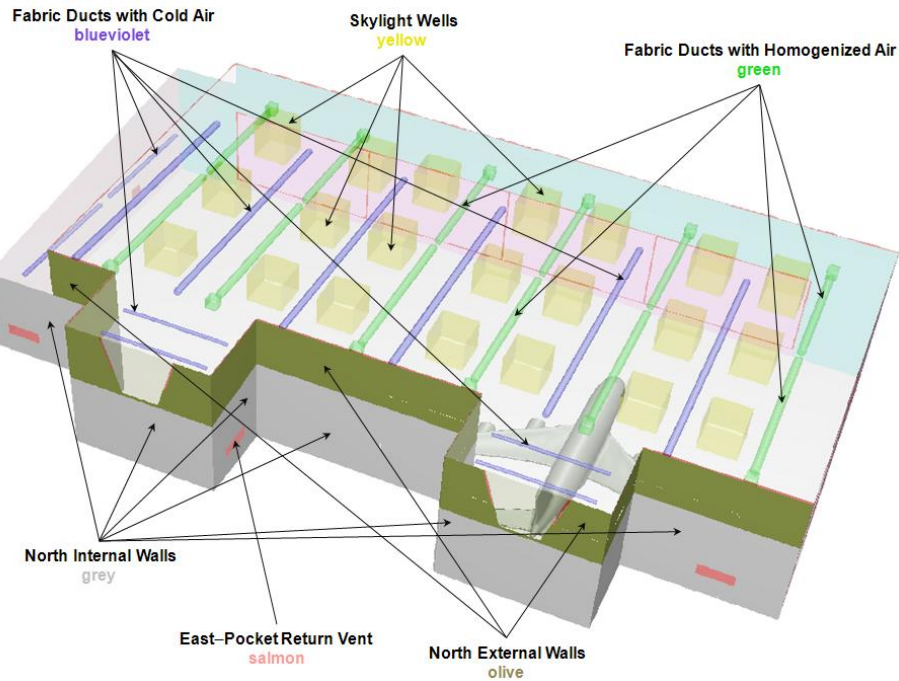 Fabric Ducts with Cold Air
blueviolet
Skylight Wells
yellow
Fabric Ducts with Homogenized Air
green
North Internal Walls
grey
East–Pocket Return Vent
salmon
North External Walls
olive